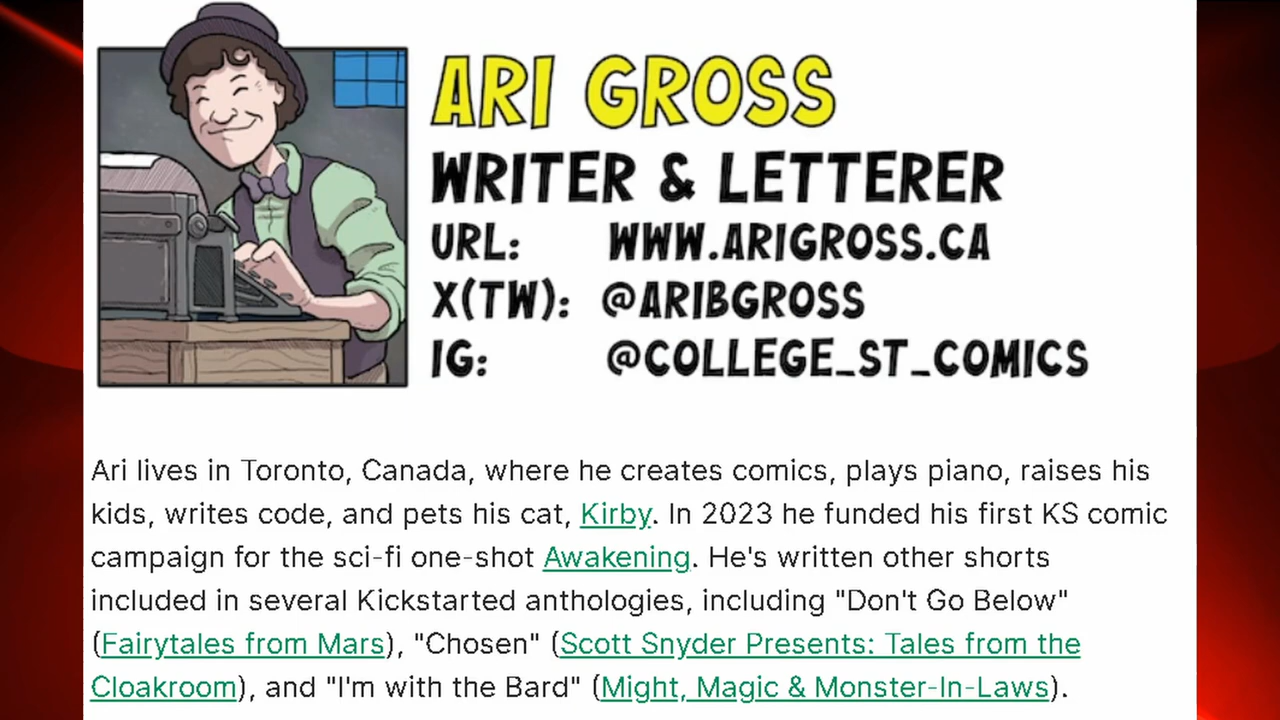 ARI GROSS
WRITER & LETTERER
URL: WWW.ARIGROSS.CA
X(TW): @ARIBGROSS
IG: @COLLEGE_ST_COMICS
Ari lives in Toronto, Canada, where he creates comics, plays piano, raises his
kids, writes code, and pets his cat, Kirby. In 2023 he funded his first KS comic
campaign for the sci-fi one-shot Awakening. He's written other shorts
included in several Kickstarted anthologies, including "Don't Go Below"
(Fairytales from Mars), "Chosen" (Scott Snyder Presents: Tales from the
Cloakroom), and "I'm with the Bard" (Might, Magic & Monster-In-Laws).